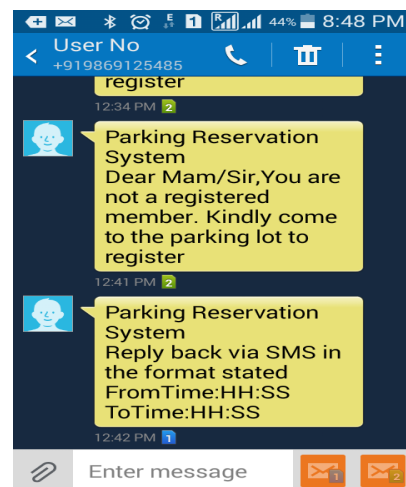 1 R 44% 8:48 PM
User No
+919869125485
register
12:34 PM 2
Parking Reservation
System
Dear Mam/Sir,You are
not a registered
member. Kindly come
to the parking lot to
register
12:41 PM 2
Parking Reservation
System
Reply back via SMS in
the format stated
FromTime:HH:SS
ToTime:HH:SS
12:42 PM 1
Enter message
1 2